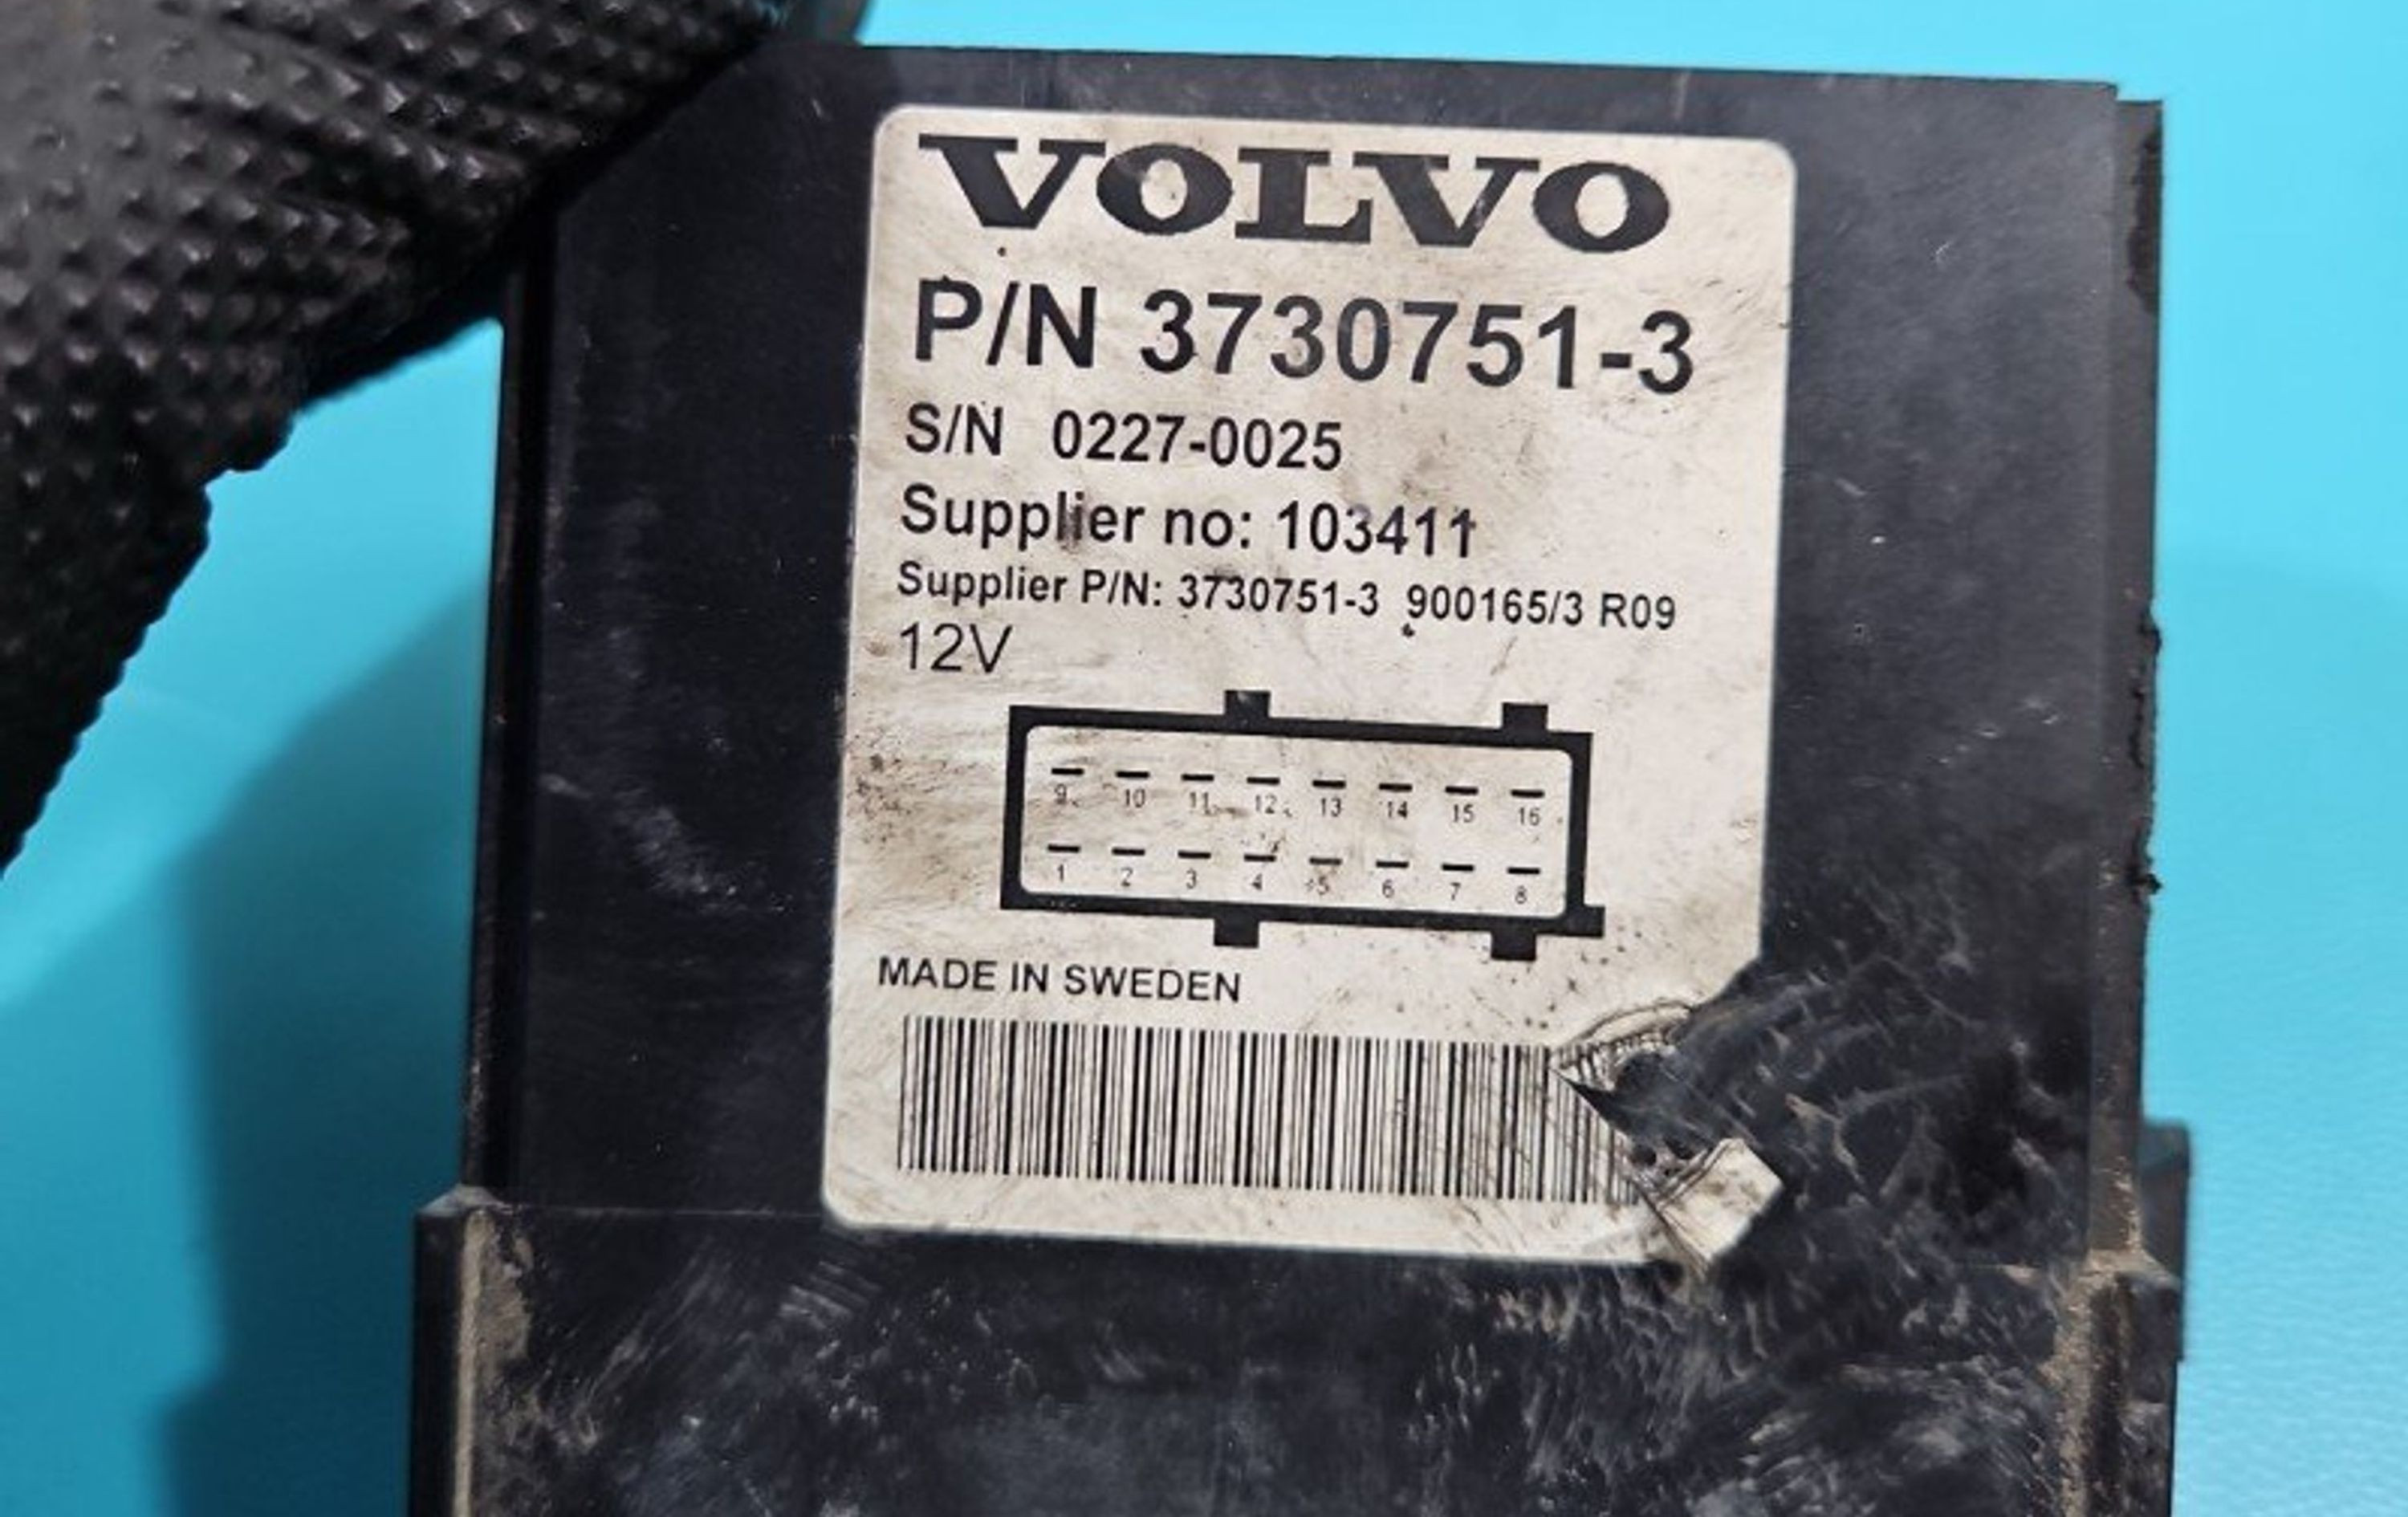 VOLVO
P/N 3730751-3
S/N 0227-0025
Supplier no: 103411
Supplier P/N: 3730751-3 900165/3 R09
12V
9 10 11 12 13 14 15 16
1 2 3 4 5 6 7 8
MADE IN SWEDEN